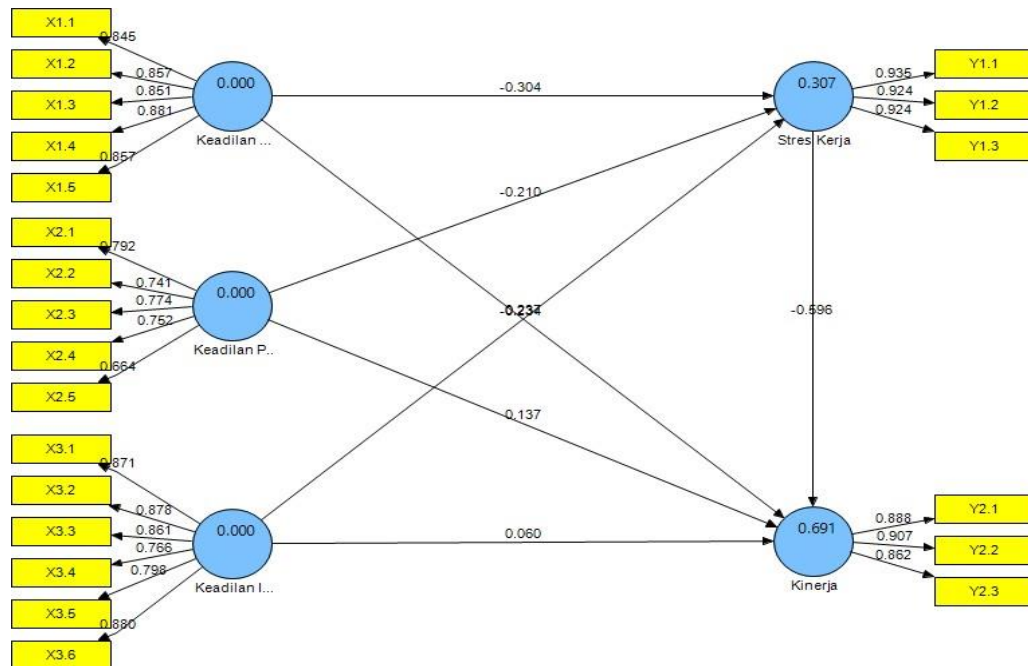 X1.1
0.845
X1.2
0.857
X1.3
0.851
X1.4
0.881
X1.5
0.857
0.000
Keadilan ...
-0.304
0.307
Stres Kerja
0.935
Y1.1
0.924
Y1.2
0.924
Y1.3
X2.1
0.792
X2.2
0.741
X2.3
0.774
X2.4
0.752
X2.5
0.664
0.000
Keadilan P..
-0.210
-0.596
0.137
X3.1
0.871
X3.2
0.878
X3.3
0.861
X3.4
0.766
X3.5
0.798
X3.6
0.880
0.000
Keadilan I...
0.060
0.691
Kinerja
0.888
Y2.1
0.907
Y2.2
0.862
Y2.3